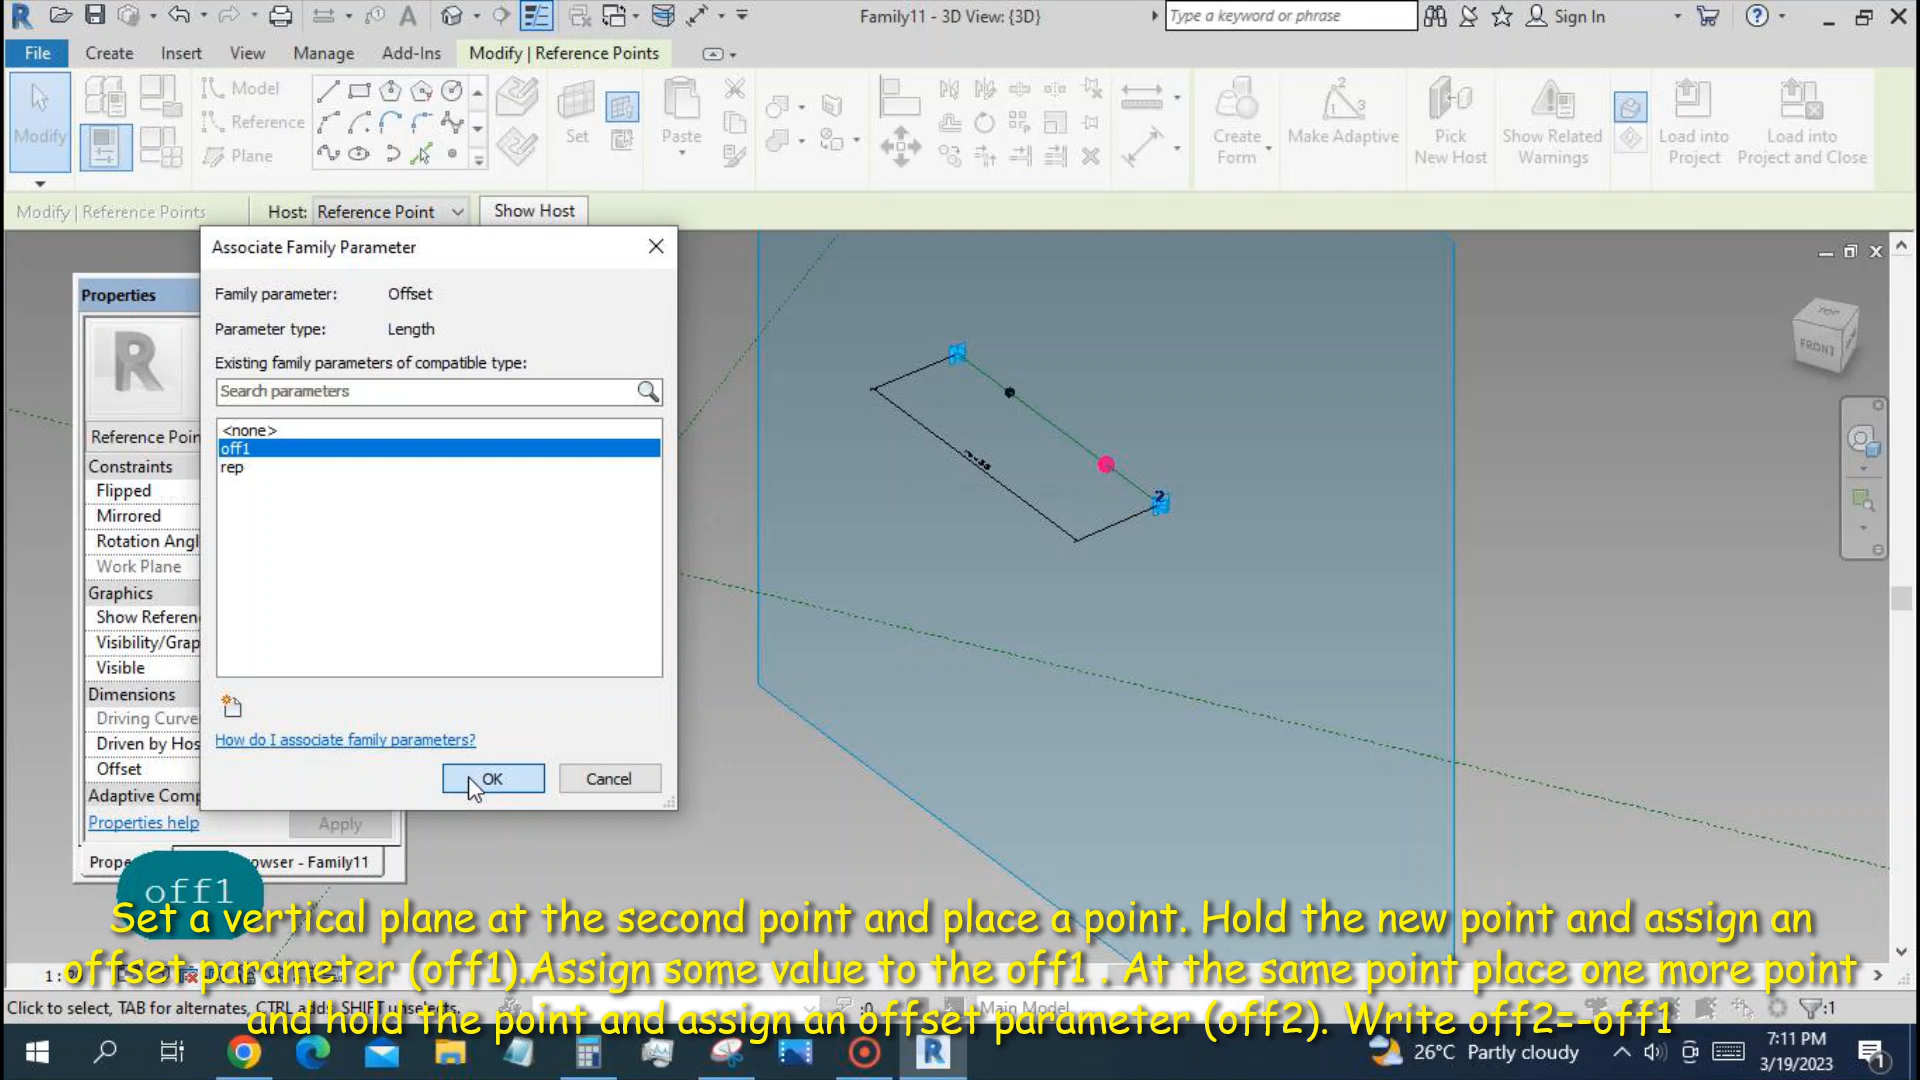 Family11 - 3D View: {3D}
Type a keyword or phrase
Sign In
File
Create
Insert
View
Manage
Add-Ins
Modify | Reference Points
Modify
Model
Reference
Plane
Set
Paste
Create Form
Make Adaptive
Pick New Host
Show Related Warnings
Load into Project
Load into Project and Close
Modify | Reference Points
Host: Reference Point
Show Host
Associate Family Parameter
Family parameter: Offset
Parameter type: Length
Existing family parameters of compatible type:
Search parameters
<none>
off1
rep
How do I associate family parameters?
OK
Cancel
Properties
Reference Poin
Constraints
Flipped
Mirrored
Rotation Angl
Work Plane
Graphics
Show Referen
Visibility/Grap
Visible
Dimensions
Driving Curve
Driven by Hos
Offset
Adaptive Comp
Properties help
Apply
owser - Family11
TOP
FRONT
2
off1
Set a vertical plane at the second point and place a point. Hold the new point and assign an
offset parameter (off1).Assign some value to the off1 . At the same point place one more point
and hold the point and assign an offset parameter (off2). Write off2=-off1
Click to select, TAB for alternates, CTRL adds, SHIFT unselects.
:0
Main Model
:1
26°C Partly cloudy
7:11 PM
3/19/2023
1